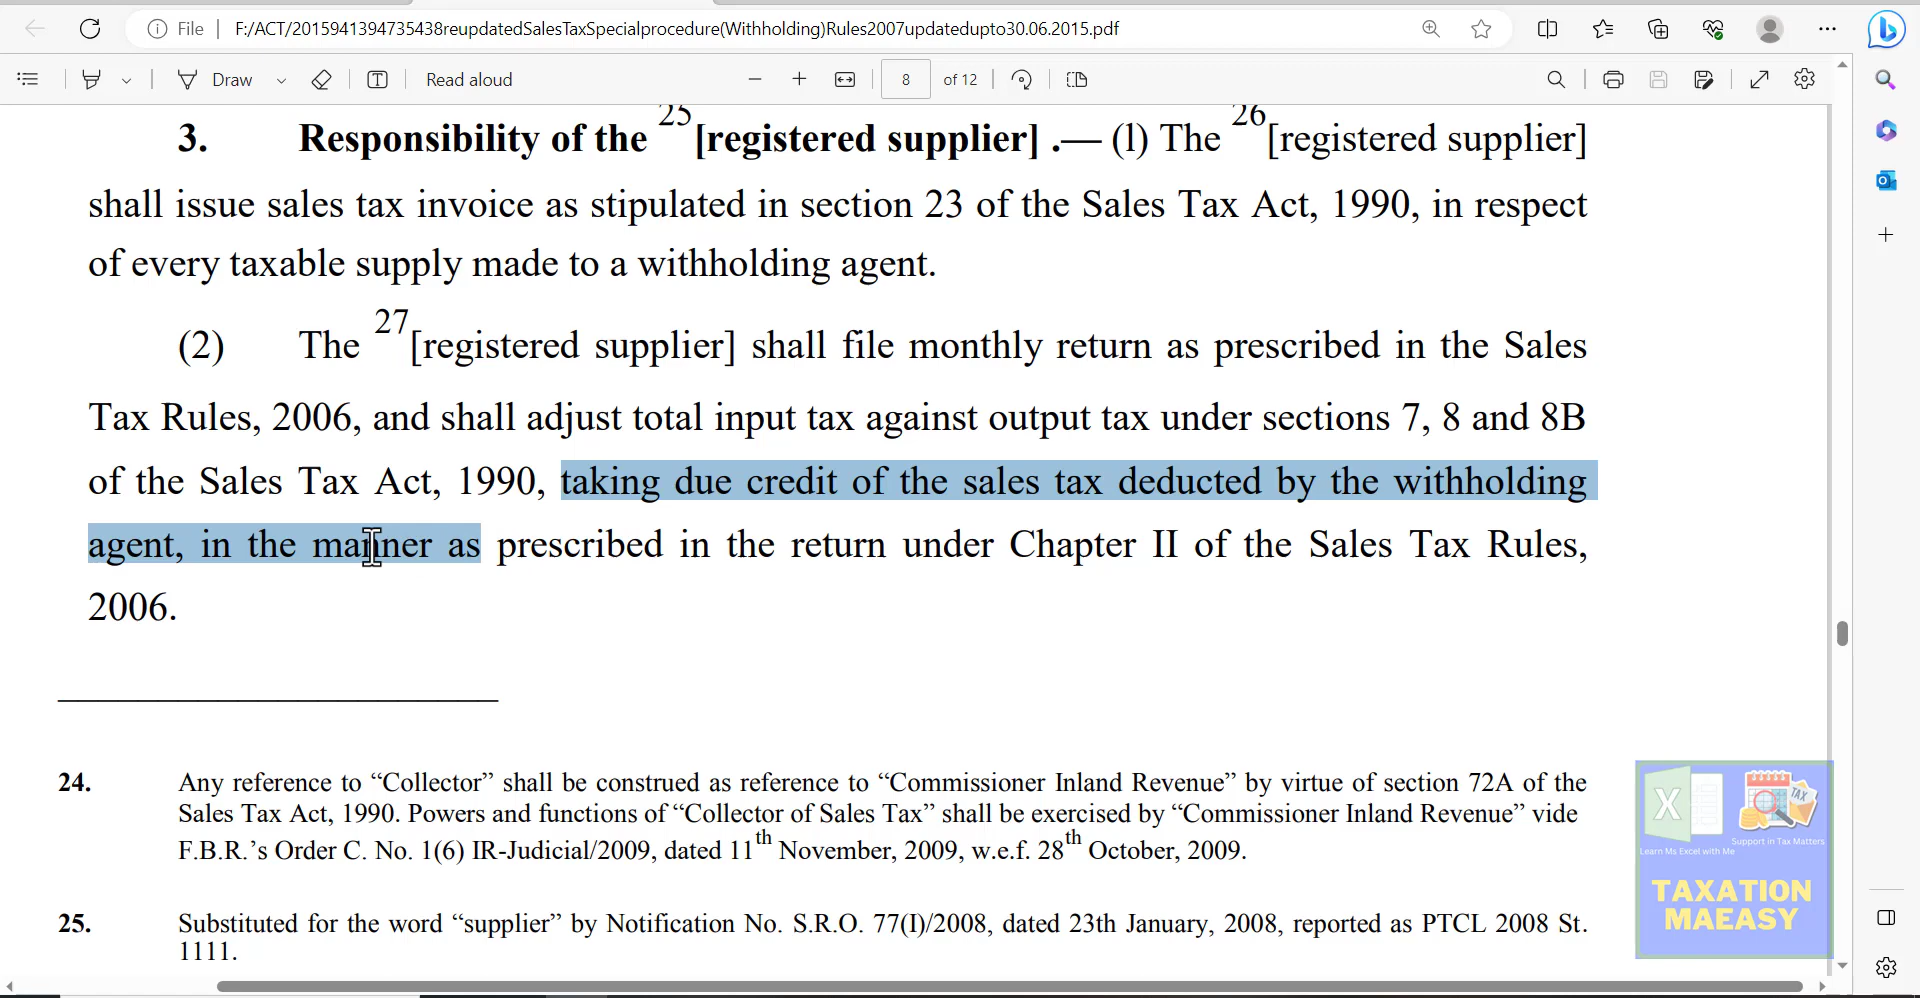 File | F:/ACT/2015941394735438reupdatedSalesTaxSpecialprocedure(Withholding)Rules2007updatedupto30.06.2015.pdf
Draw Read aloud 8 of 12
3. Responsibility of the 25[registered supplier] .— (l) The 26[registered supplier]
shall issue sales tax invoice as stipulated in section 23 of the Sales Tax Act, 1990, in respect
of every taxable supply made to a withholding agent.
(2) The 27[registered supplier] shall file monthly return as prescribed in the Sales
Tax Rules, 2006, and shall adjust total input tax against output tax under sections 7, 8 and 8B
of the Sales Tax Act, 1990, taking due credit of the sales tax deducted by the withholding
agent, in the manner as prescribed in the return under Chapter II of the Sales Tax Rules,
2006.
24. Any reference to “Collector” shall be construed as reference to “Commissioner Inland Revenue” by virtue of section 72A of the
Sales Tax Act, 1990. Powers and functions of “Collector of Sales Tax” shall be exercised by “Commissioner Inland Revenue” vide
F.B.R.’s Order C. No. 1(6) IR-Judicial/2009, dated 11th November, 2009, w.e.f. 28th October, 2009.
25. Substituted for the word “supplier” by Notification No. S.R.O. 77(I)/2008, dated 23th January, 2008, reported as PTCL 2008 St.
1111.
X
TAX
Learn Ms Excel with Me
Support in Tax Matters
TAXATION
MAEASY